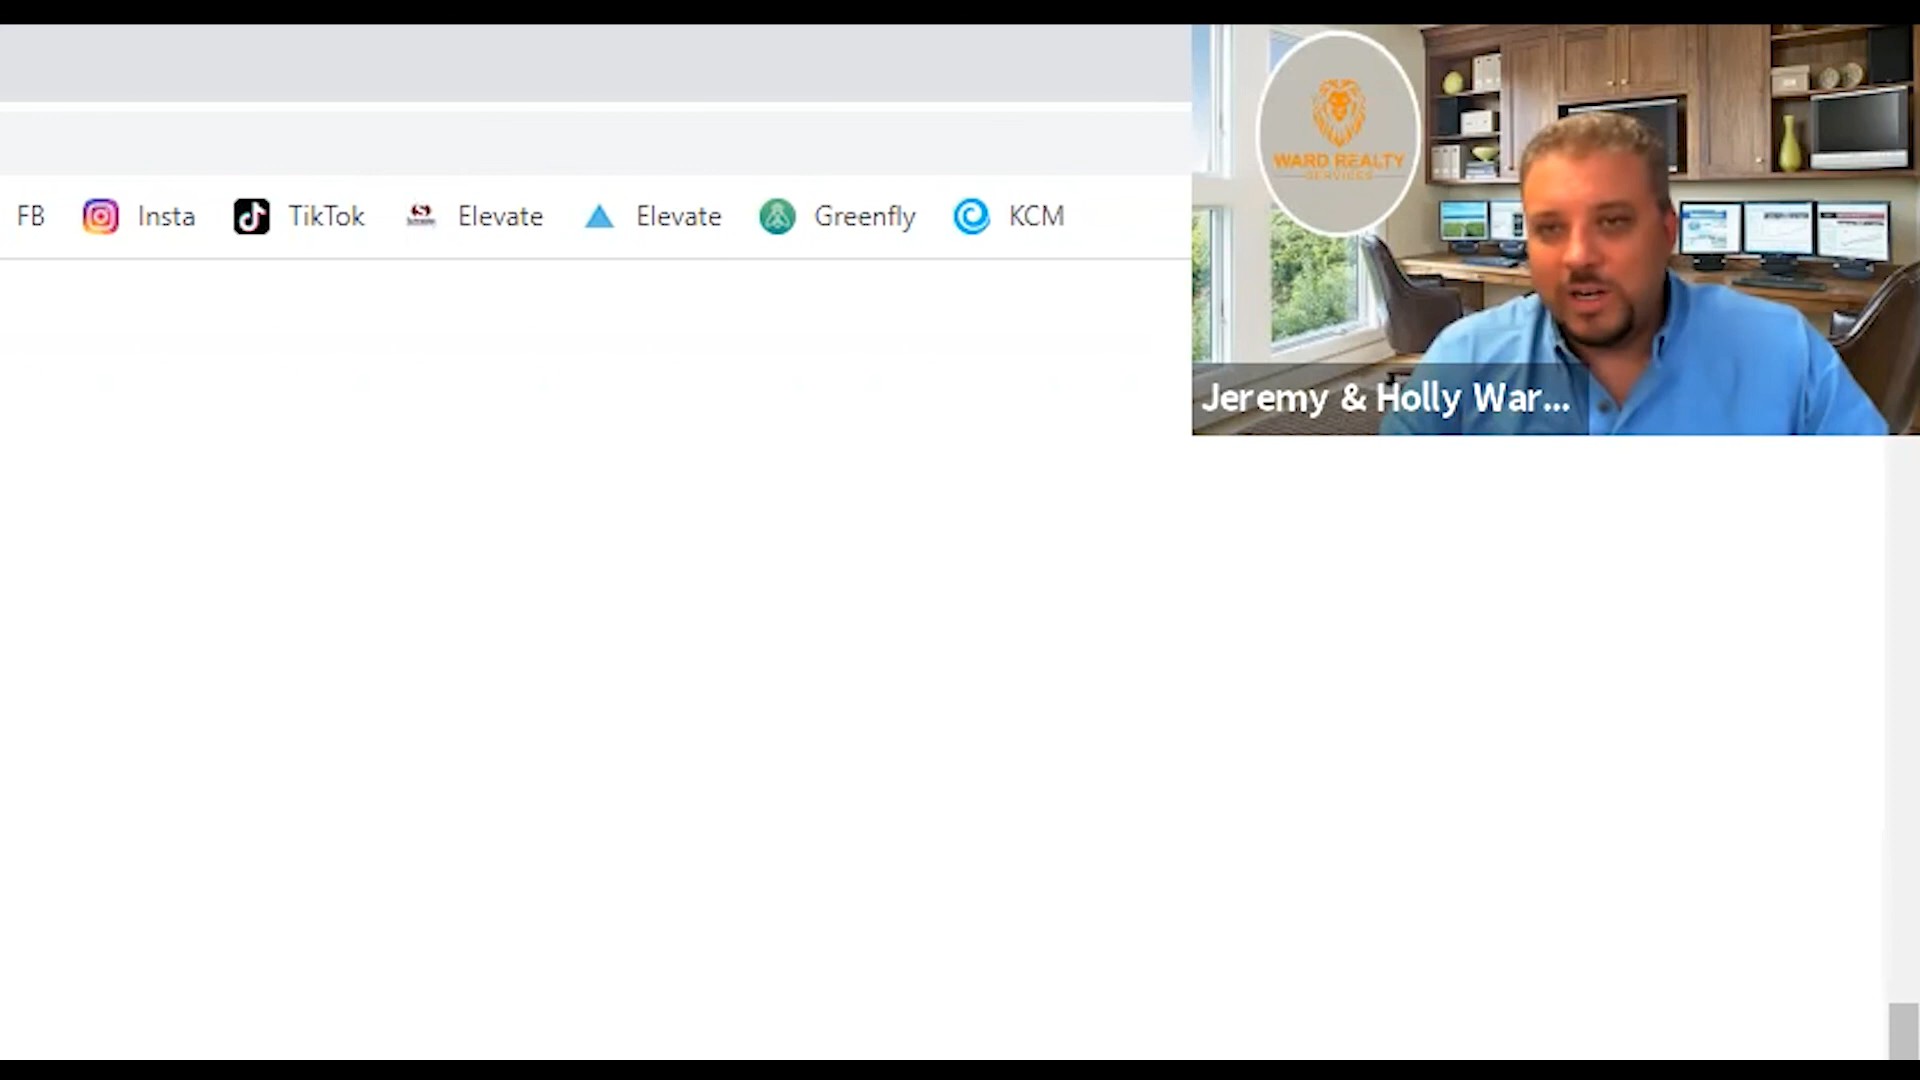 FB Insta TikTok Elevate Elevate Greenfly KCM
WARD REALTY
SERVICES
Jeremy & Holly War...